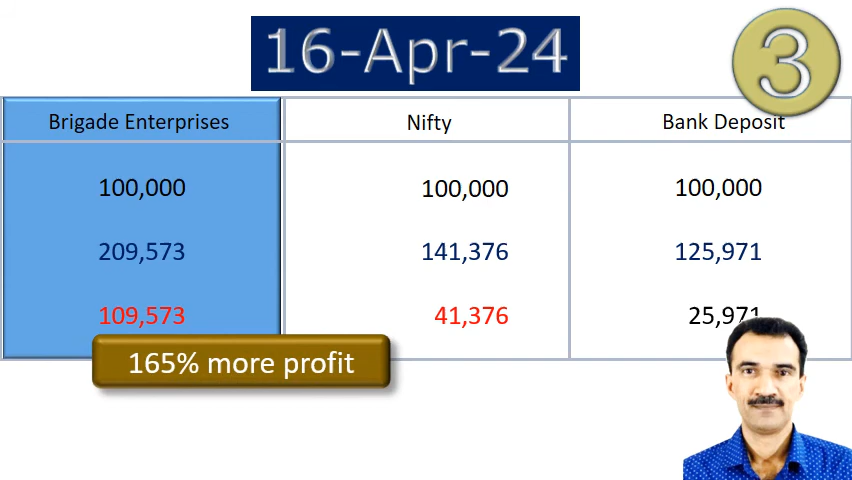 16-Apr-24
3
Brigade Enterprises Nifty Bank Deposit
100,000 100,000 100,000
209,573 141,376 125,971
109,573 41,376 25,971
165% more profit